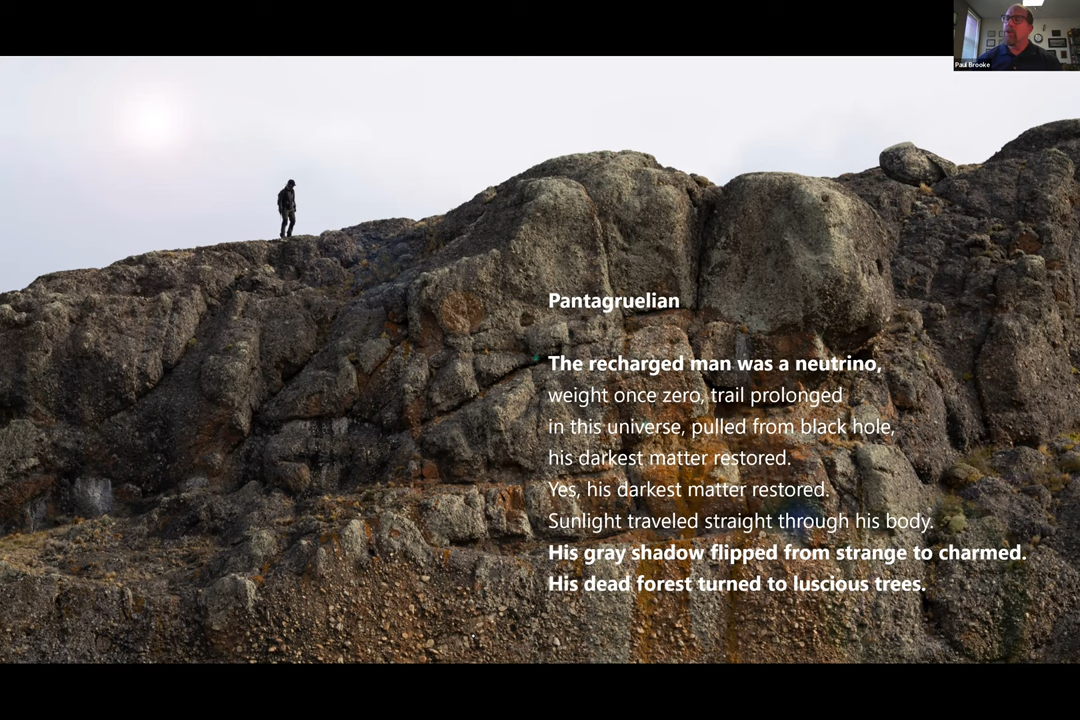 Paul Brooke
Pantagruelian
The recharged man was a neutrino,
weight once zero, trail prolonged
in this universe, pulled from black hole,
his darkest matter restored.
Yes, his darkest matter restored.
Sunlight traveled straight through his body.
His gray shadow flipped from strange to charmed.
His dead forest turned to luscious trees.